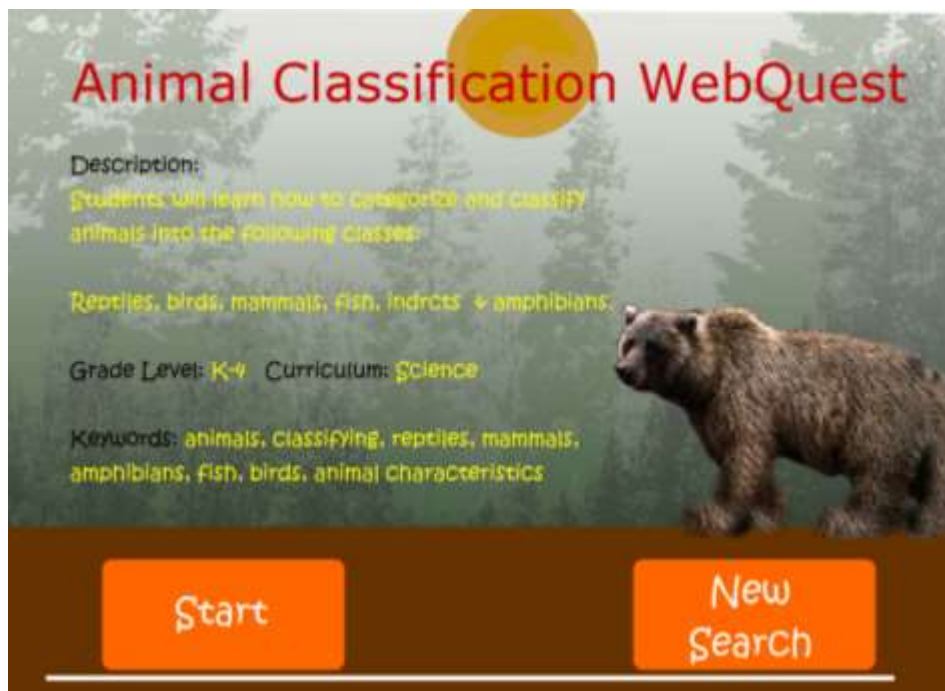 Animal Classification WebQuest
Description:
Students will learn how to categorize and classify
animals into the following classes:
Reptiles, birds, mammals, fish, indrcts & amphibians.
Grade Level: K-4 Curriculum: Science
Keywords: animals, classifying, reptiles, mammals,
amphibians, fish, birds, animal characteristics
Start
New
Search